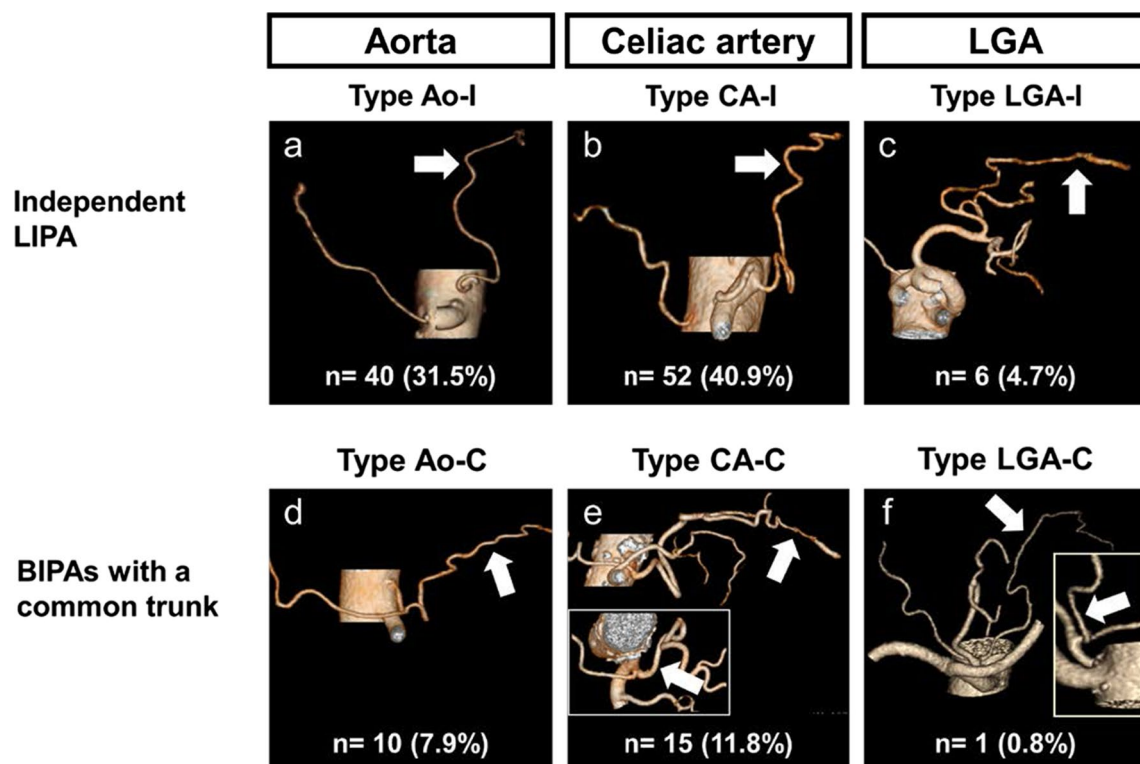 Aorta
Celiac artery
LGA
Type Ao-I
Type CA-I
Type LGA-I
Independent
LIPA
a
b
c
n= 40 (31.5%)
n= 52 (40.9%)
n= 6 (4.7%)
Type Ao-C
Type CA-C
Type LGA-C
BIPAs with a
common trunk
d
e
f
n= 10 (7.9%)
n= 15 (11.8%)
n= 1 (0.8%)